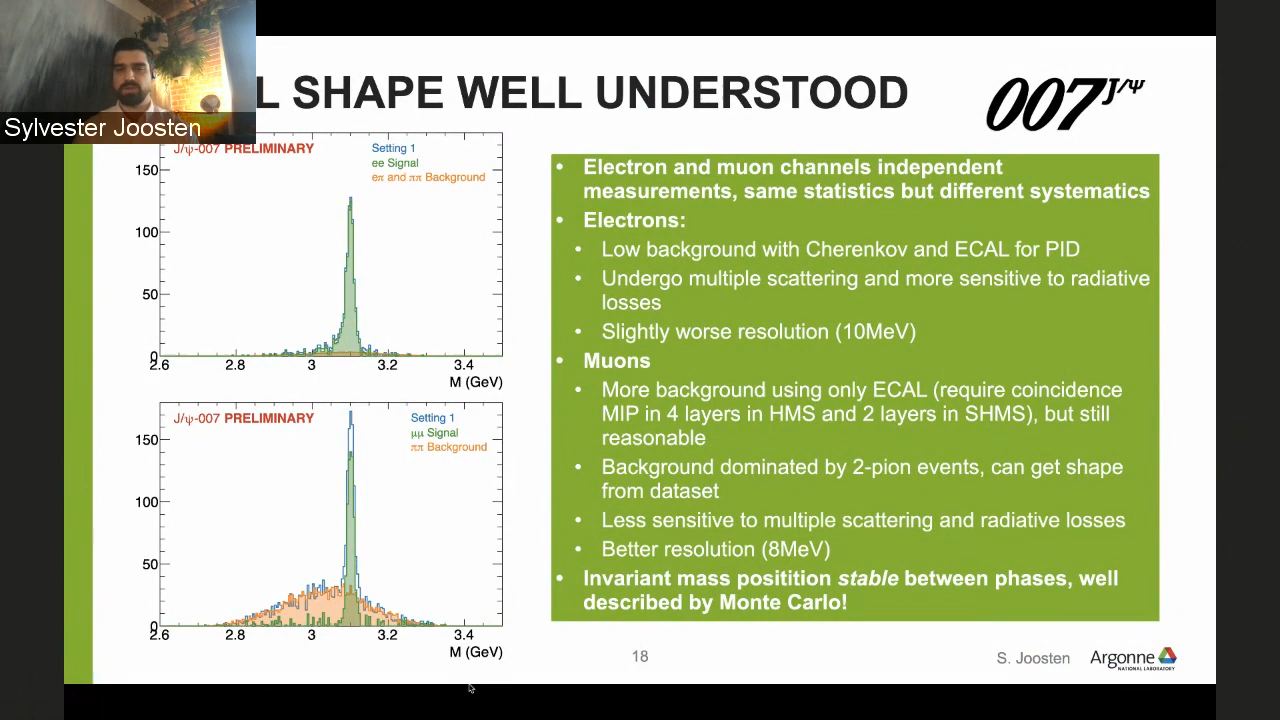 L SHAPE WELL UNDERSTOOD
007 J/Ψ
Sylvester Joosten
J/ψ-007 PRELIMINARY
Setting 1
ee Signal
eπ and ππ Background
150
100
50
0
2.6 2.8 3 3.2 3.4
M (GeV)
J/ψ-007 PRELIMINARY
Setting 1
μμ Signal
ππ Background
150
100
50
0
2.6 2.8 3 3.2 3.4
M (GeV)
• Electron and muon channels independent
measurements, same statistics but different systematics
• Electrons:
• Low background with Cherenkov and ECAL for PID
• Undergo multiple scattering and more sensitive to radiative
losses
• Slightly worse resolution (10MeV)
• Muons
• More background using only ECAL (require coincidence
MIP in 4 layers in HMS and 2 layers in SHMS), but still
reasonable
• Background dominated by 2-pion events, can get shape
from dataset
• Less sensitive to multiple scattering and radiative losses
• Better resolution (8MeV)
• Invariant mass positition stable between phases, well
described by Monte Carlo!
18
S. Joosten
Argonne
NATIONAL LABORATORY